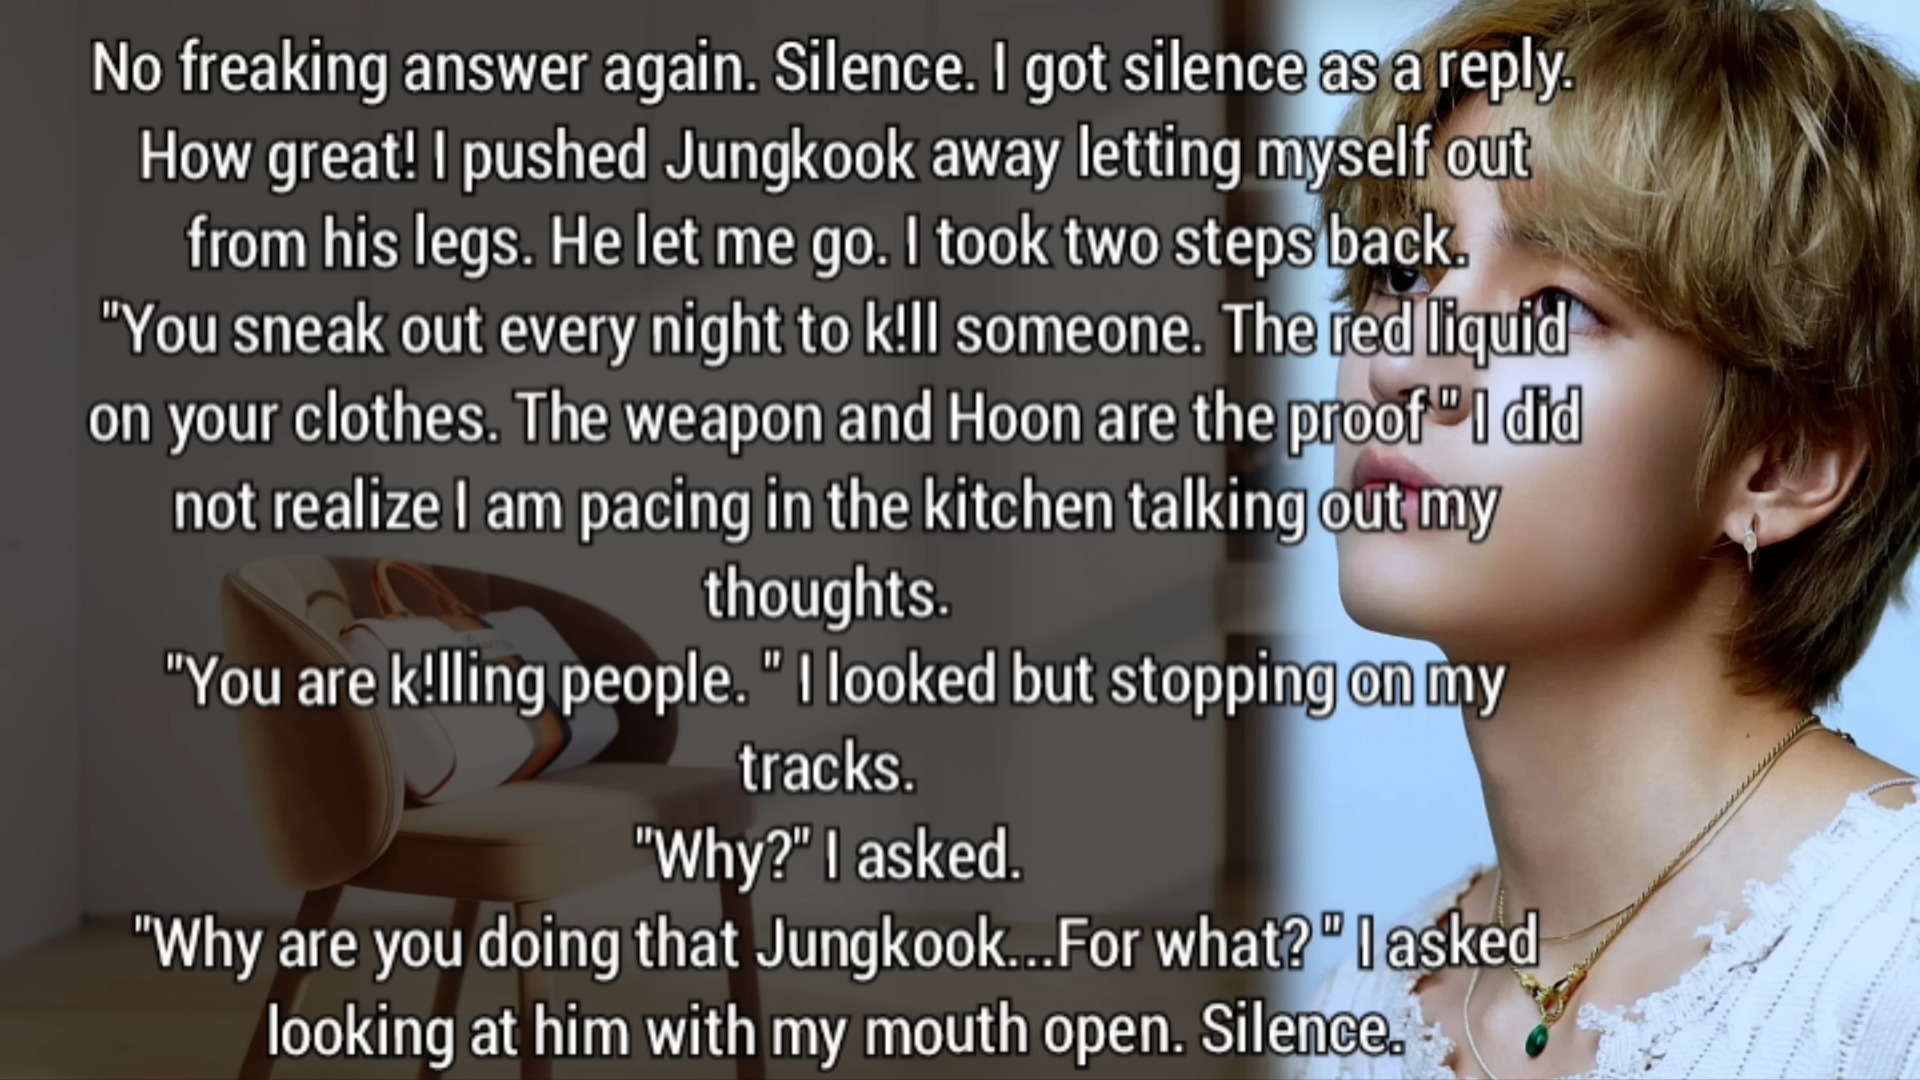 No freaking answer again. Silence. I got silence as a reply.
How great! I pushed Jungkook away letting myself out
from his legs. He let me go. I took two steps back.
"You sneak out every night to k!ll someone. The red liquid
on your clothes. The weapon and Hoon are the proof " I did
not realize I am pacing in the kitchen talking out my
thoughts.
"You are k!lling people. " I looked but stopping on my
tracks.
"Why?" I asked.
"Why are you doing that Jungkook...For what? " I asked
looking at him with my mouth open. Silence.